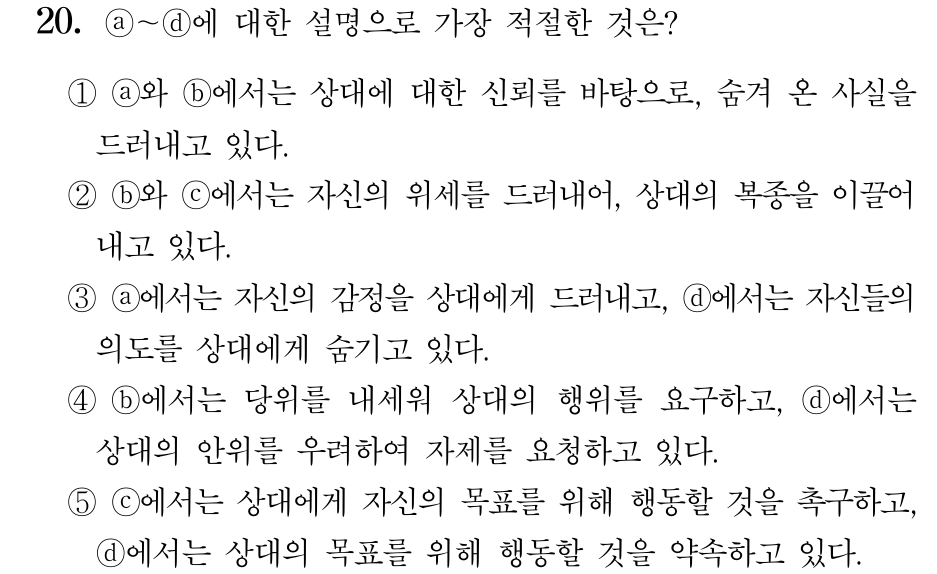 20. ⓐ~ⓓ에 대한 설명으로 가장 적절한 것은?
① ⓐ와 ⓑ에서는 상대에 대한 신뢰를 바탕으로, 숨겨 온 사실을
드러내고 있다.
② ⓑ와 ⓒ에서는 자신의 위세를 드러내어, 상대의 복종을 이끌어
내고 있다.
③ ⓐ에서는 자신의 감정을 상대에게 드러내고, ⓓ에서는 자신들의
의도를 상대에게 숨기고 있다.
④ ⓑ에서는 당위를 내세워 상대의 행위를 요구하고, ⓓ에서는
상대의 안위를 우려하여 자제를 요청하고 있다.
⑤ ⓒ에서는 상대에게 자신의 목표를 위해 행동할 것을 촉구하고,
ⓓ에서는 상대의 목표를 위해 행동할 것을 약속하고 있다.